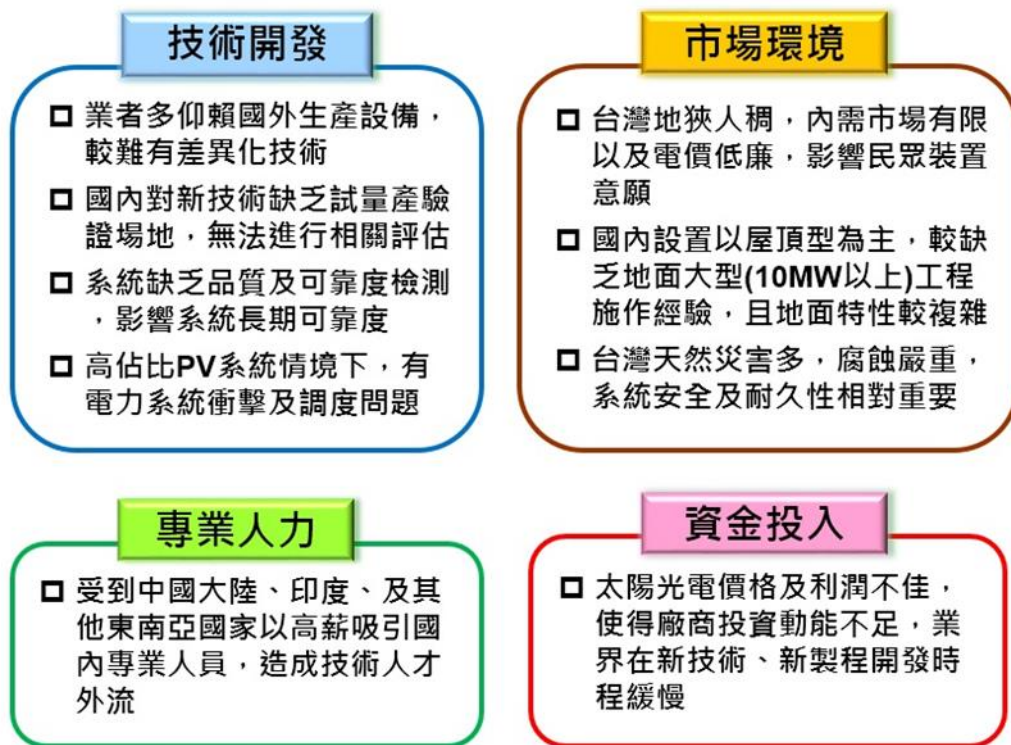 技術開發
業者多仰賴國外生產設備，
較難有差異化技術
國內對新技術缺乏試量產驗
證場地，無法進行相關評估
系統缺乏品質及可靠度檢測
，影響系統長期可靠度
高佔比PV系統情境下，有
電力系統衝擊及調度問題
市場環境
台灣地狹人稠，內需市場有限
以及電價低廉，影響民眾裝置
意願
國內設置以屋頂型為主，較缺
乏地面大型(10MW以上)工程
施作經驗，且地面特性較複雜
台灣天然災害多，腐蝕嚴重，
系統安全及耐久性相對重要
專業人力
受到中國大陸、印度、及其
他東南亞國家以高薪吸引國
內專業人員，造成技術人才
外流
資金投入
太陽光電價格及利潤不佳，
使得廠商投資動能不足，業
界在新技術、新製程開發時
程緩慢